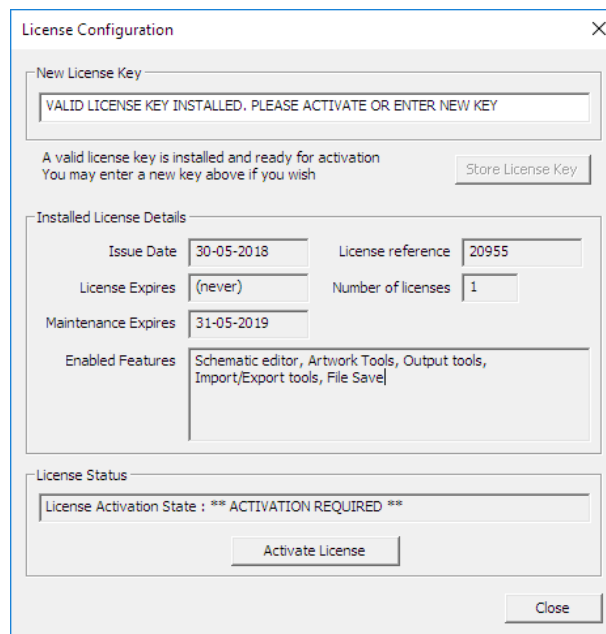 License Configuration
New License Key
VALID LICENSE KEY INSTALLED. PLEASE ACTIVATE OR ENTER NEW KEY
A valid license key is installed and ready for activation
You may enter a new key above if you wish
Store License Key
Installed License Details
Issue Date 30-05-2018 License reference 20955
License Expires (never) Number of licenses 1
Maintenance Expires 31-05-2019
Enabled Features Schematic editor, Artwork Tools, Output tools,
Import/Export tools, File Save
License Status
License Activation State : ** ACTIVATION REQUIRED **
Activate License
Close